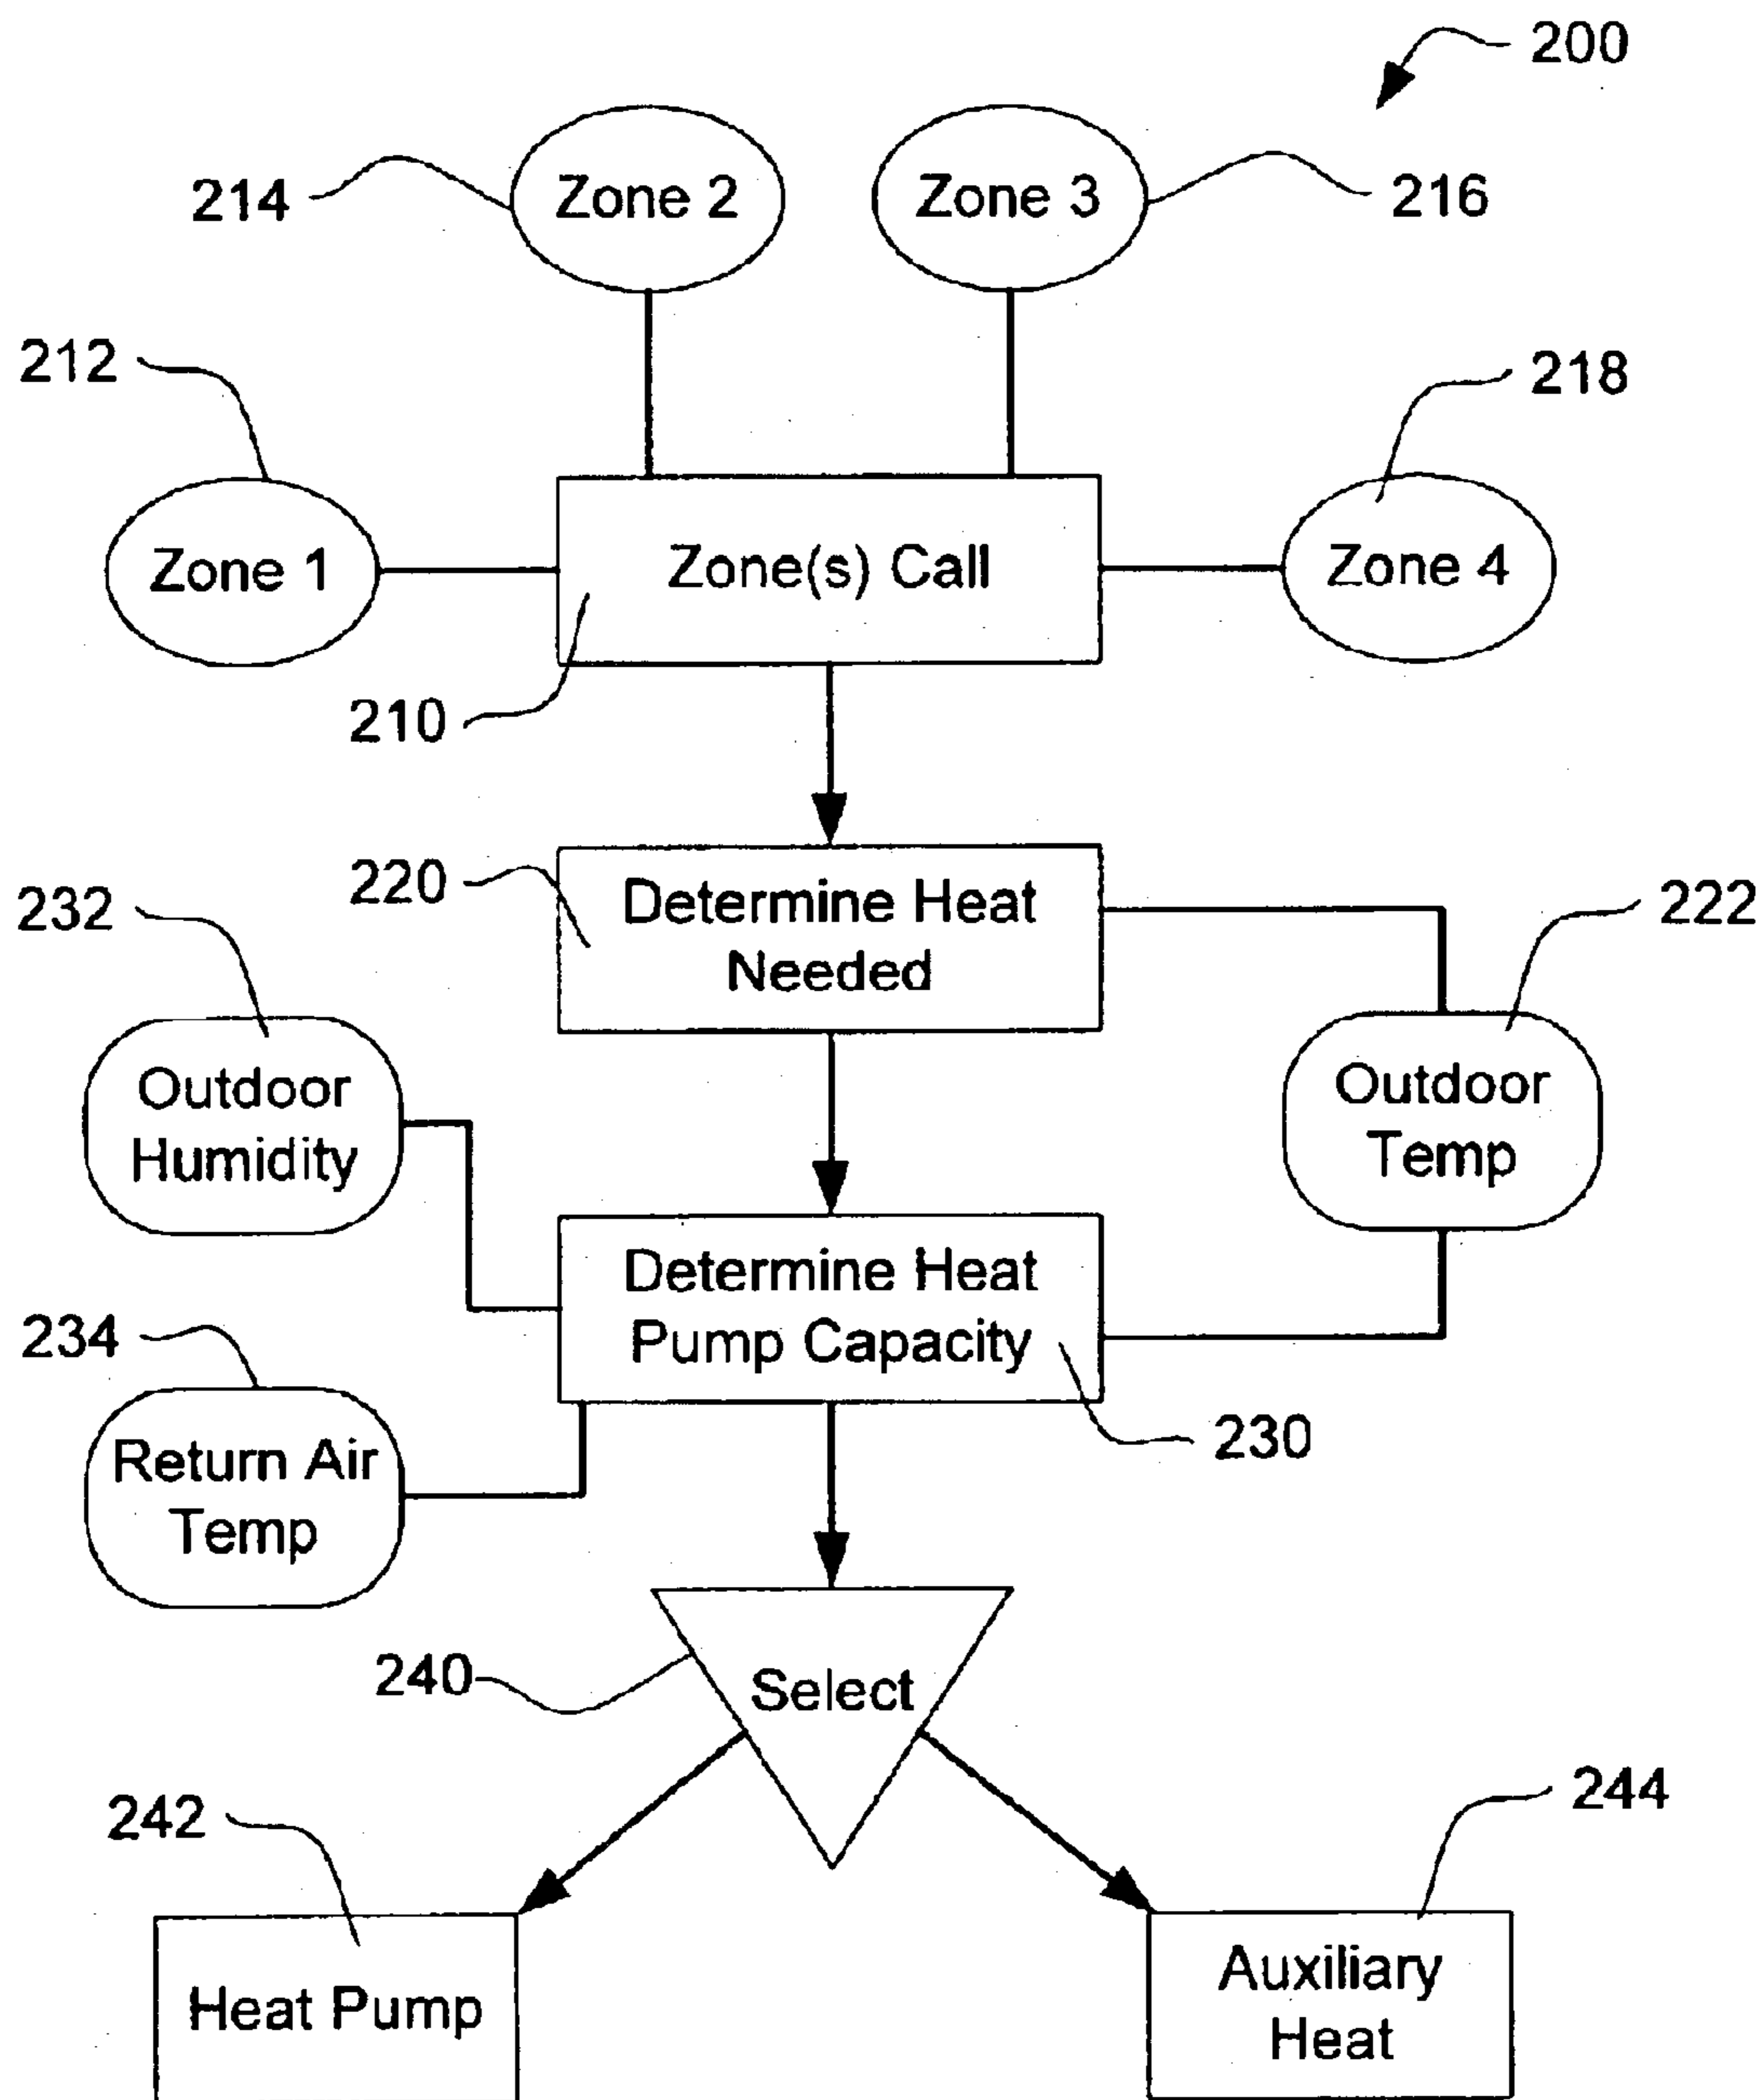 200
Zone 2
Zone 3
214
216
212
218
Zone 1
Zone(s) Call
Zone 4
210
220
Determine Heat
Needed
232
222
Outdoor
Humidity
Outdoor
Temp
Determine Heat
Pump Capacity
234
230
Return Air
Temp
240
Select
242
244
Heat Pump
Auxiliary
Heat